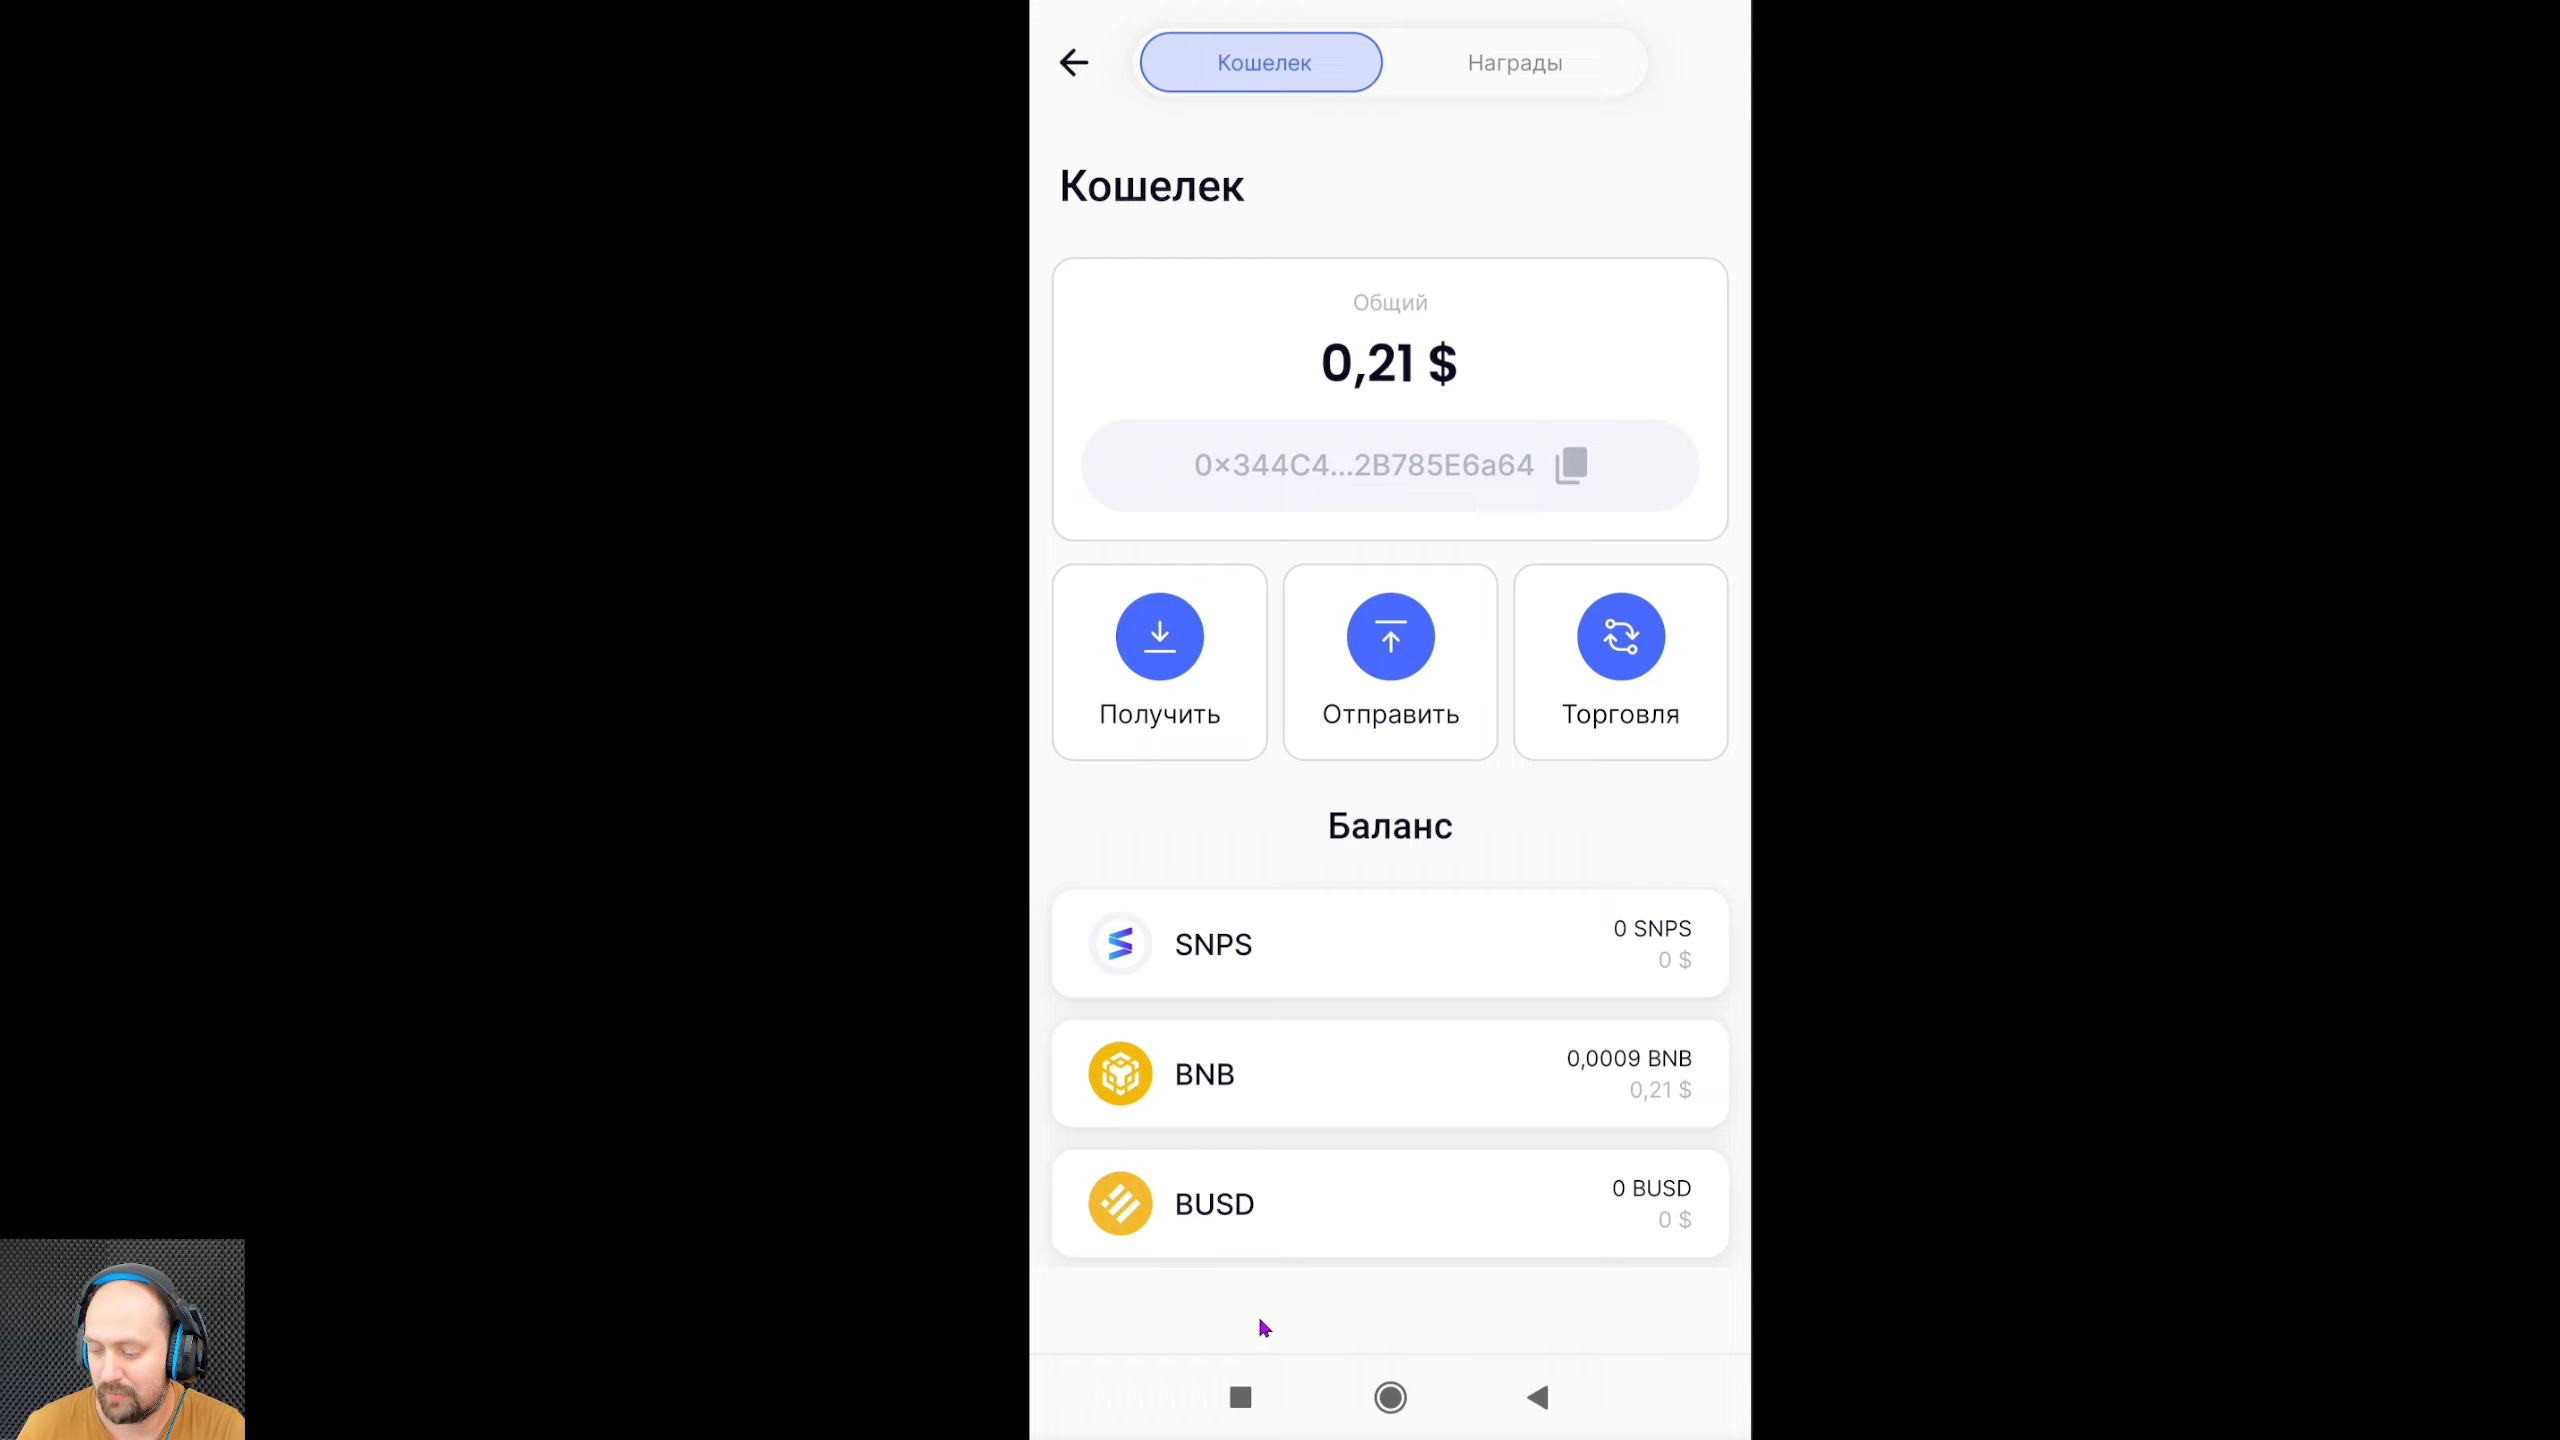 Кошелек
Награды
Кошелек
Общий
0,21 $
0×344C4...2B785E6a64
Получить
Отправить
Торговля
Баланс
SNPS
0 SNPS
0 $
BNB
0,0009 BNB
0,21 $
BUSD
0 BUSD
0 $